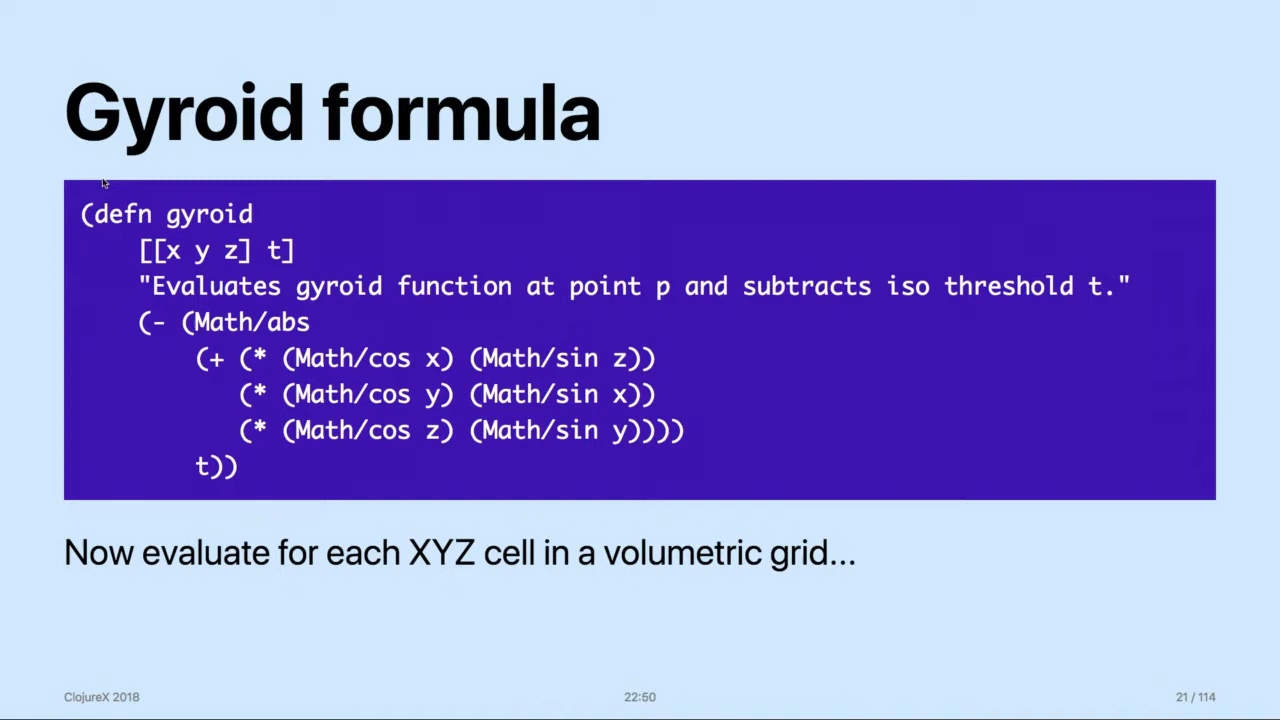 Gyroid formula
(defn gyroid
    [[x y z] t]
    "Evaluates gyroid function at point p and subtracts iso threshold t."
    (- (Math/abs
        (+ (* (Math/cos x) (Math/sin z))
           (* (Math/cos y) (Math/sin x))
           (* (Math/cos z) (Math/sin y))))
        t))
Now evaluate for each XYZ cell in a volumetric grid...
ClojureX 2018
22:50
21 / 114